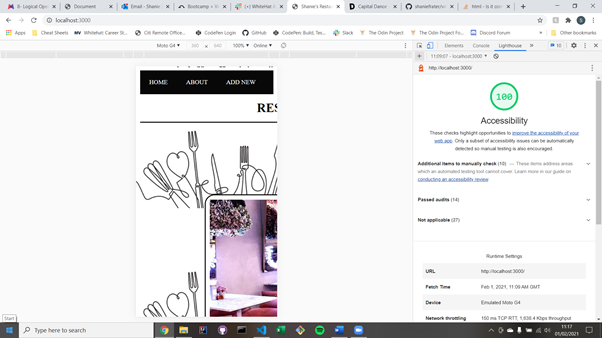 6- Logical Ope
Document
Email - Shane
Bootcamp
WhiteHat
Shane's Restau
Capital Dance
html - Is it
localhost:3000
Apps
Cheat Sheets
Whitehat: Career St...
Citi Remote Office...
CodePen Living
GitHub
CodePen Build, Tes...
Slack
The Odin Project
The Odin Project Fo...
Discord Forum
»
Other bookmarks
Moto G4
360
×
640
100%
Online
Elements
Console
Lighthouse
»
11:09:07 - localhost:3000
http://localhost:3000/
HOME
ABOUT
ADD NEW
RES
100
Accessibility
These checks highlight opportunities to improve the accessibility of your
web app. Only a subset of accessibility issues can be automatically
detected so manual testing is also encouraged.
Additional items to manually check (10) — These items address areas
which an automated testing tool cannot cover. Learn more in our guide on
conducting an accessibility review.
Passed audits (14)
Not applicable (27)
Runtime Settings
URL
http://localhost:3000/
Fetch Time
Feb 1, 2021, 11:09 AM GMT
Device
Emulated Moto G4
Network throttling
150 ms TCP RTT, 1,638.4 Kbps throughput
Start
Type here to search
11:17
01/02/2021